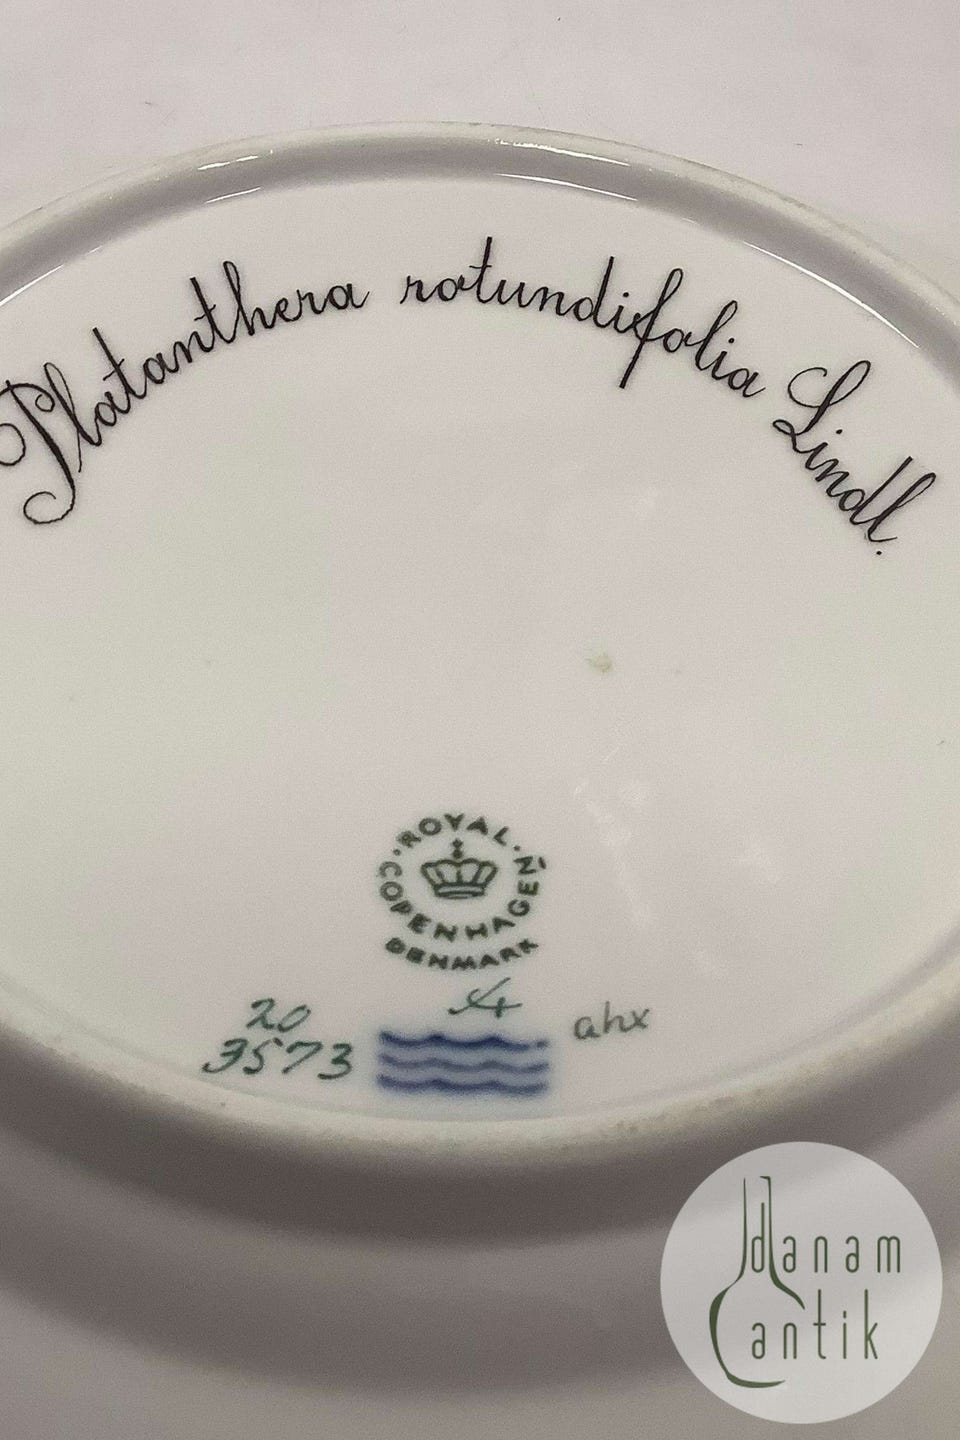 Platanthera rotundifolia Lindl.
ROYAL
COPENHAGEN
DENMARK
20
3573
ahx
danam
antik